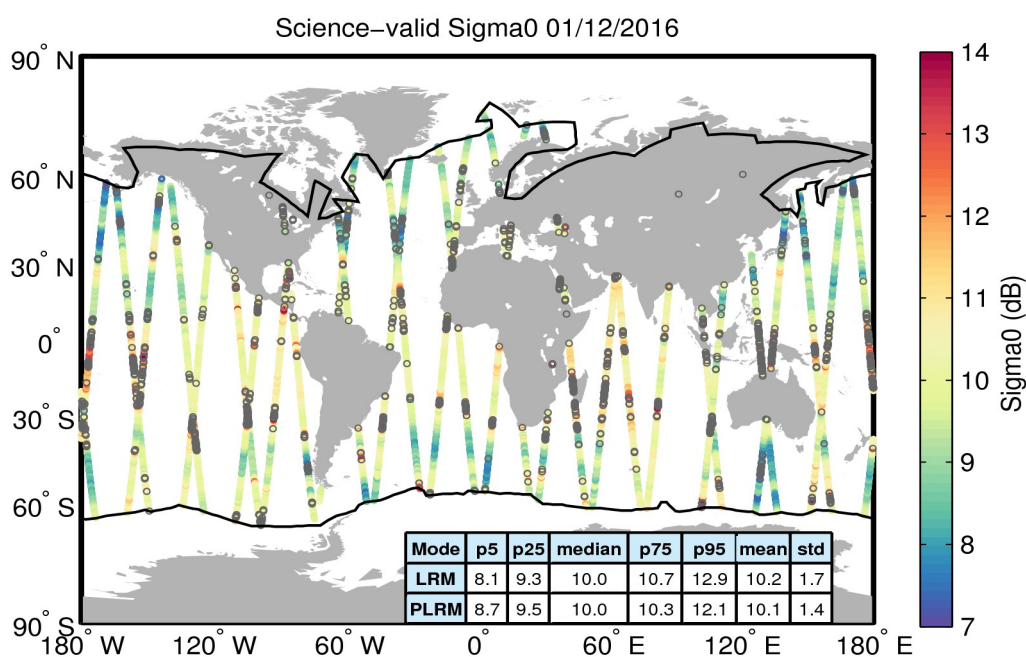 Science−valid Sigma0 01/12/2016
90° N
60° N
30° N
0°
30° S
60° S
90° S
180° W
120° W
60° W
0°
60° E
120° E
180° E
Mode p5 p25 median p75 p95 mean std
LRM 8.1 9.3 10.0 10.7 12.9 10.2 1.7
PLRM 8.7 9.5 10.0 10.3 12.1 10.1 1.4
14
13
12
11
10
9
8
7
Sigma0 (dB)